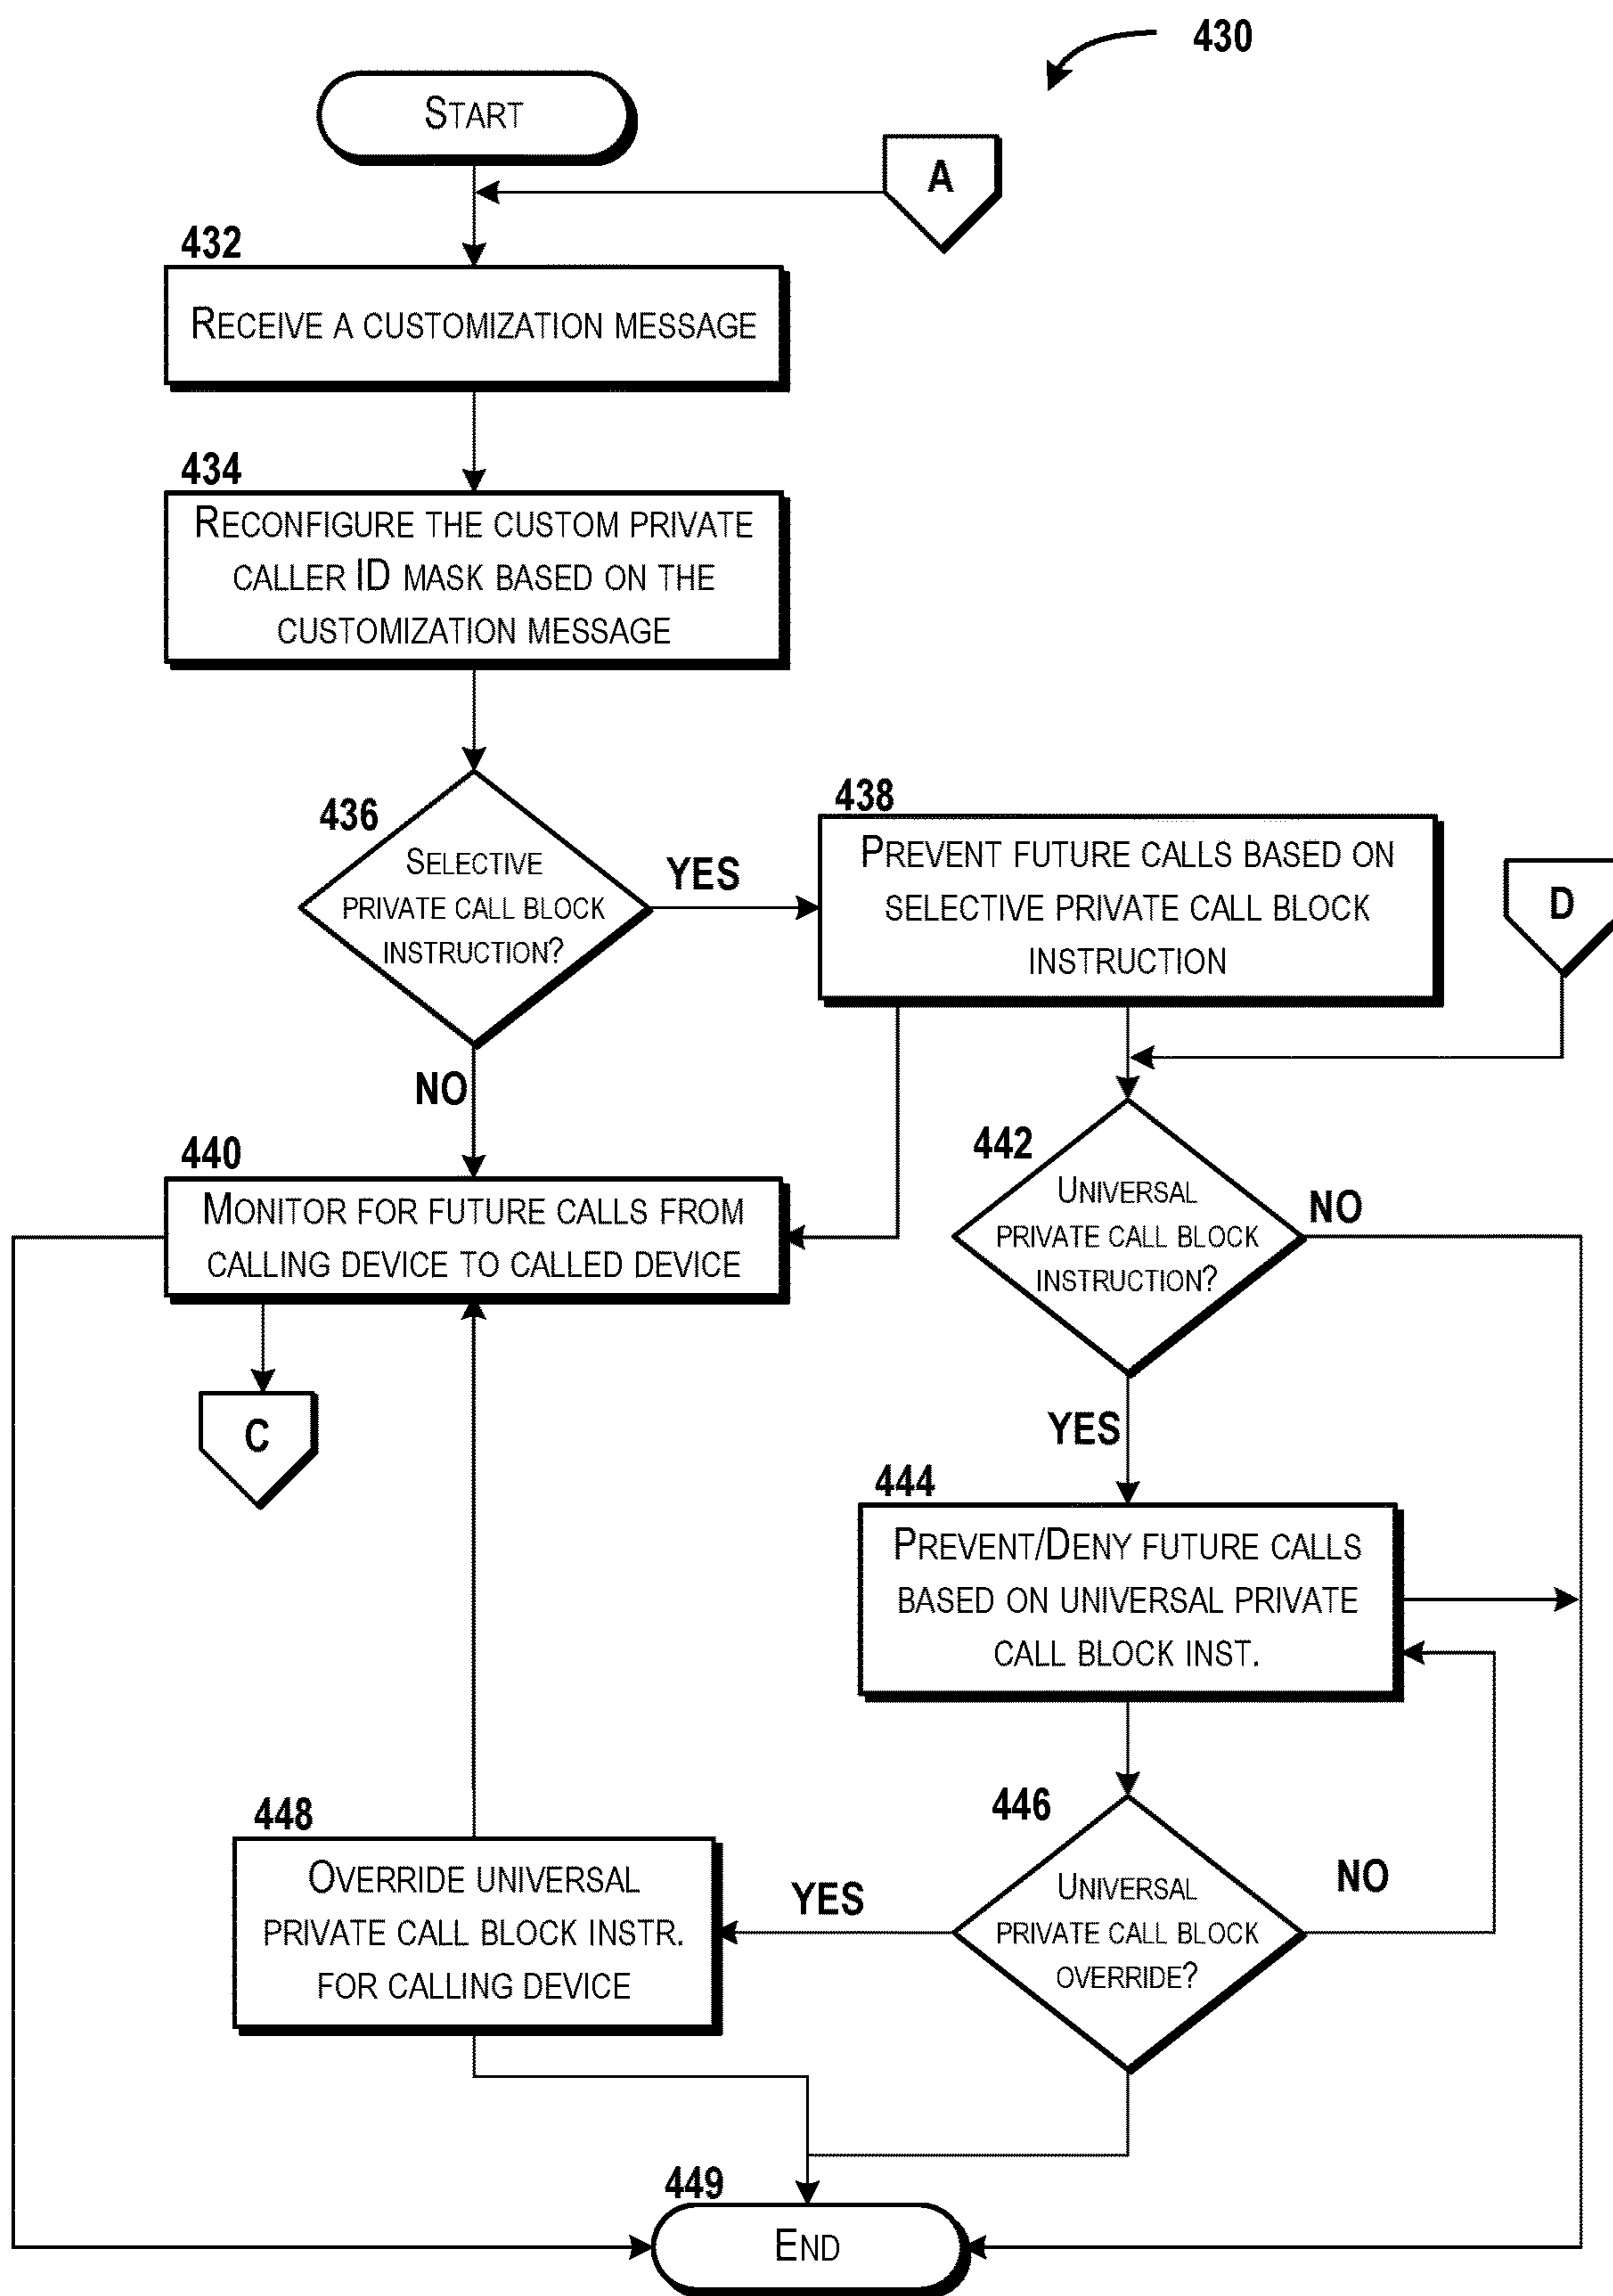 430
START
A
432
RECEIVE A CUSTOMIZATION MESSAGE
434
RECONFIGURE THE CUSTOM PRIVATE
CALLER ID MASK BASED ON THE
CUSTOMIZATION MESSAGE
436
SELECTIVE
PRIVATE CALL BLOCK
INSTRUCTION?
YES
NO
438
PREVENT FUTURE CALLS BASED ON
SELECTIVE PRIVATE CALL BLOCK
INSTRUCTION
D
440
MONITOR FOR FUTURE CALLS FROM
CALLING DEVICE TO CALLED DEVICE
C
442
UNIVERSAL
PRIVATE CALL BLOCK
INSTRUCTION?
NO
YES
444
PREVENT/DENY FUTURE CALLS
BASED ON UNIVERSAL PRIVATE
CALL BLOCK INST.
446
UNIVERSAL
PRIVATE CALL BLOCK
OVERRIDE?
NO
YES
448
OVERRIDE UNIVERSAL
PRIVATE CALL BLOCK INSTR.
FOR CALLING DEVICE
449
END